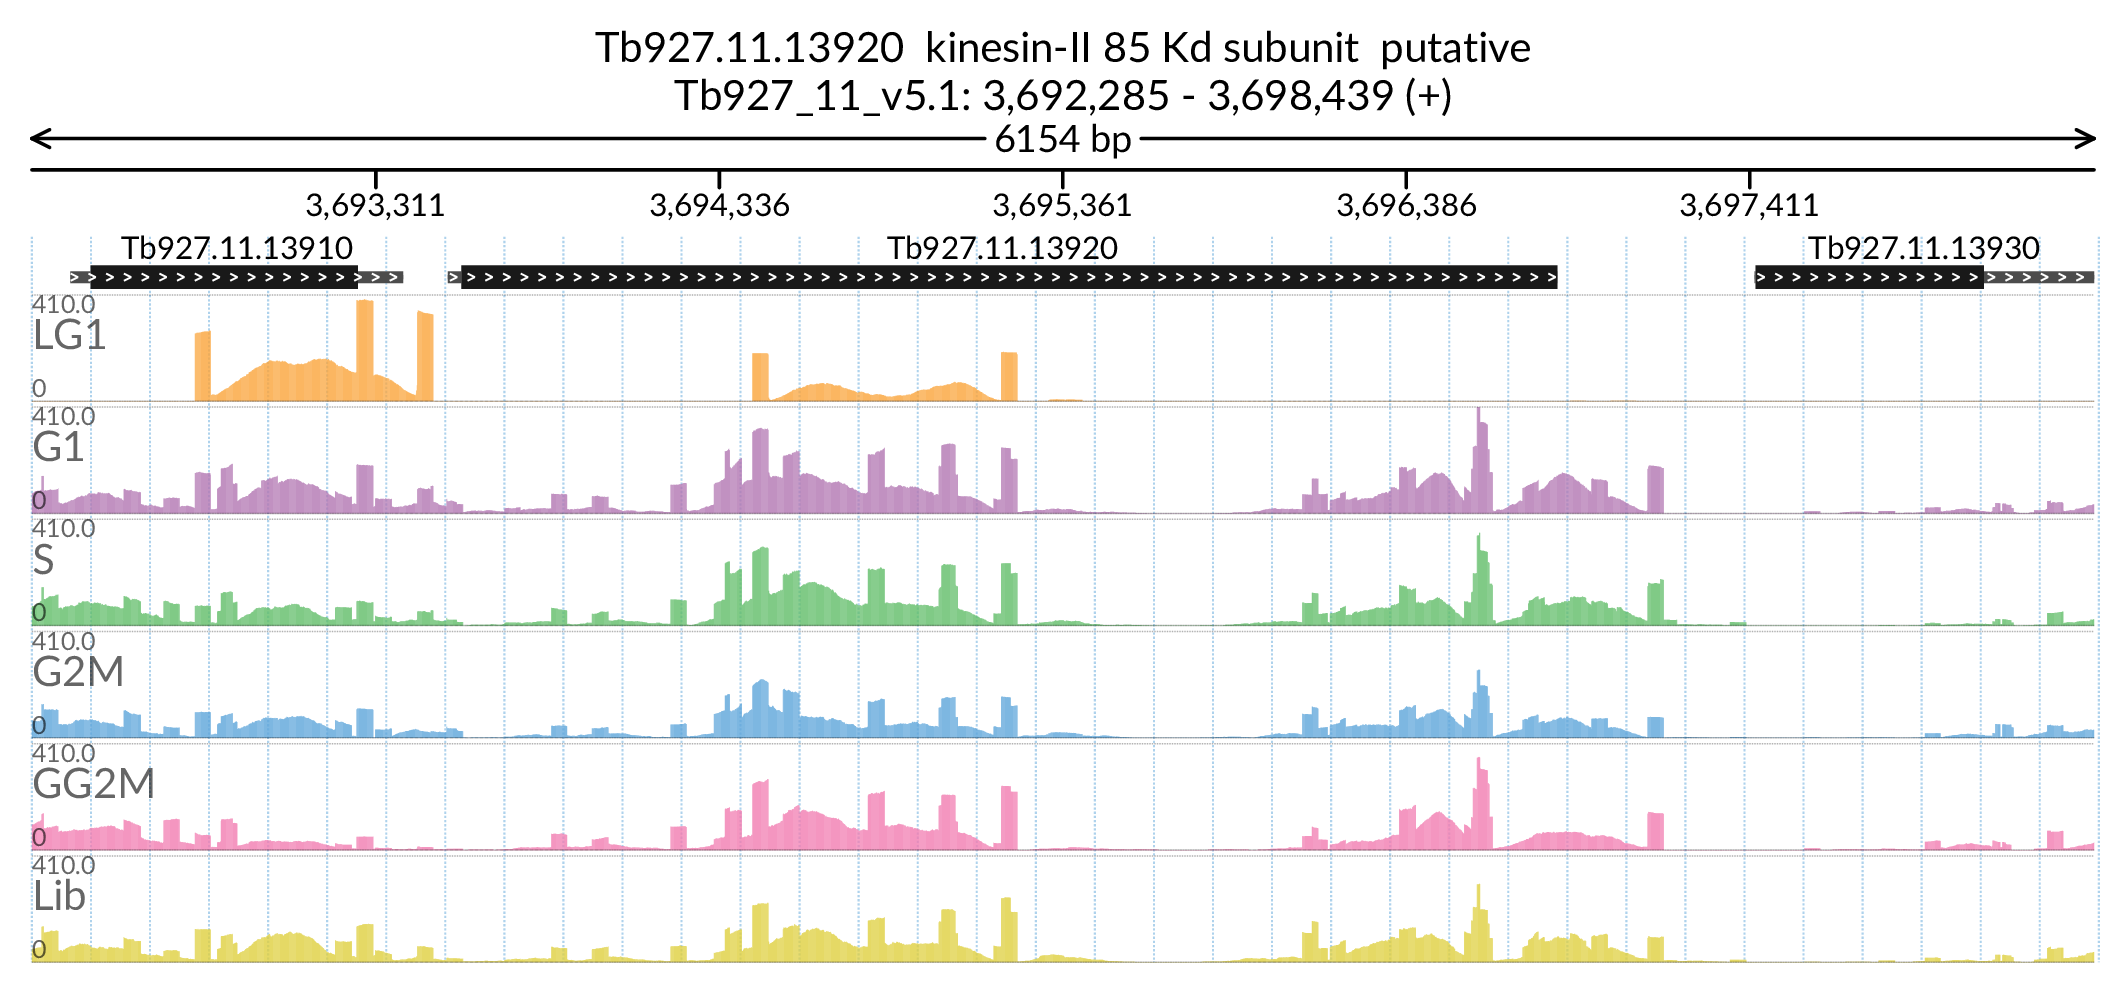 Tb927.11.13920 kinesin-II 85 Kd subunit putative
Tb927_11_v5.1: 3,692,285 - 3,698,439 (+)
6154 bp
3,693,311 3,694,336 3,695,361 3,696,386 3,697,411
Tb927.11.13910 Tb927.11.13920 Tb927.11.13930
410.0
LG1
0
410.0
G1
0
410.0
S
0
410.0
G2M
0
410.0
GG2M
0
410.0
Lib
0